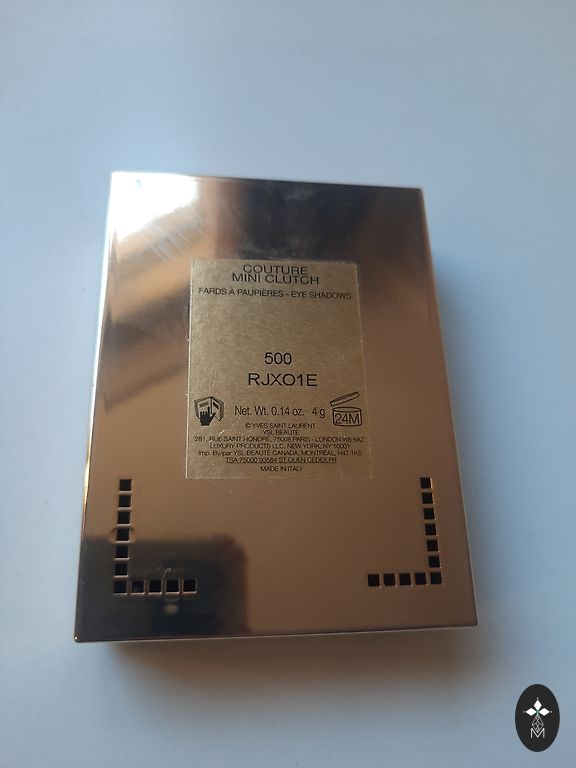 COUTURE
MINI CLUTCH
FARDS À PAUPIÈRES - EYE SHADOWS
500
RJXO1E
Net. Wt. 0.14 oz. 4 g
24M
© YVES SAINT LAURENT
YSL BEAUTÉ
281, RUE SAINT HONORÉ, 75008 PARIS - LONDON W6 8AZ
LUXURY PRODUCTS LLC, NEW YORK, NY 10001
Imp. By/par YSL BEAUTÉ CANADA, MONTRÉAL, H4T 1K5
TSA 75000 93584 ST OUEN CEDEX FR
MADE IN ITALY
M